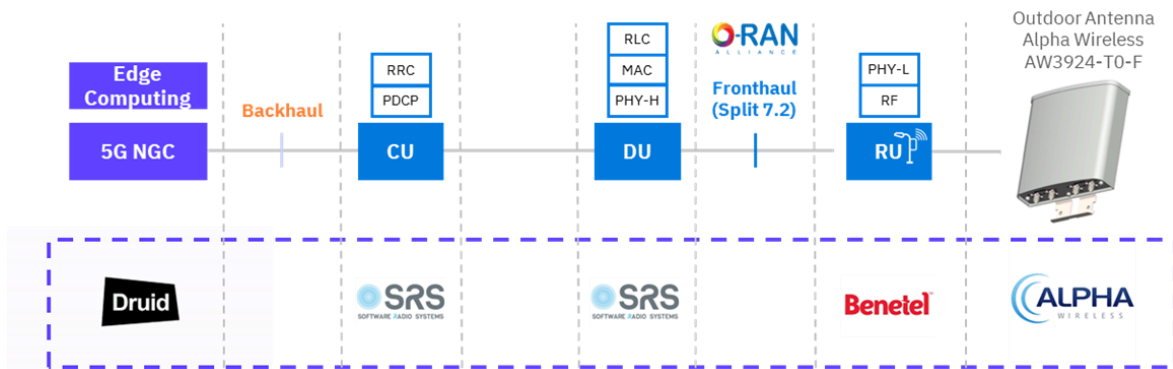 Edge
Computing
5G NGC
Backhaul
RRC
PDCP
CU
RLC
MAC
PHY-H
DU
O-RAN
ALLIANCE
Fronthaul
(Split 7.2)
PHY-L
RF
RU
Outdoor Antenna
Alpha Wireless
AW3924-T0-F
Druid
SRS
SOFTWARE RADIO SYSTEMS
SRS
SOFTWARE RADIO SYSTEMS
Benetel™
ALPHA
WIRELESS